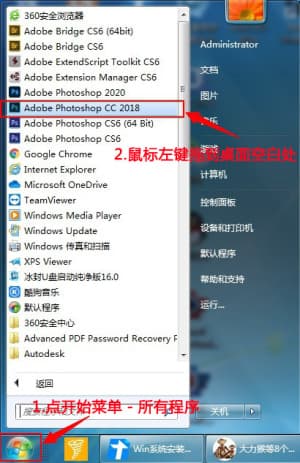 360安全浏览器
Adobe Bridge CS6 (64bit)
Adobe Bridge CS6
Adobe ExtendScript Toolkit CS6
Adobe Extension Manager CS6
Adobe Photoshop 2020
Adobe Photoshop CC 2018
Adobe Photoshop CS6 (64 Bit)
Adobe Photoshop CS6
Google Chrome
Internet Explorer
Microsoft OneDrive
TeamViewer
Windows Media Player
Windows Update
Windows 传真和扫描
XPS Viewer
冰封U盘启动纯净版16.0
酷狗音乐
默认程序
360安全中心
Advanced PDF Password Recovery P
Autodesk
返回
Administrator
文档
图片
音乐
游戏
计算机
控制面板
设备和打印机
默认程序
帮助和支持
运行...
关机
2.鼠标左键拖到桌面空白处
1.点开始菜单 - 所有程序
Win系统安装...
大力猴等8个...